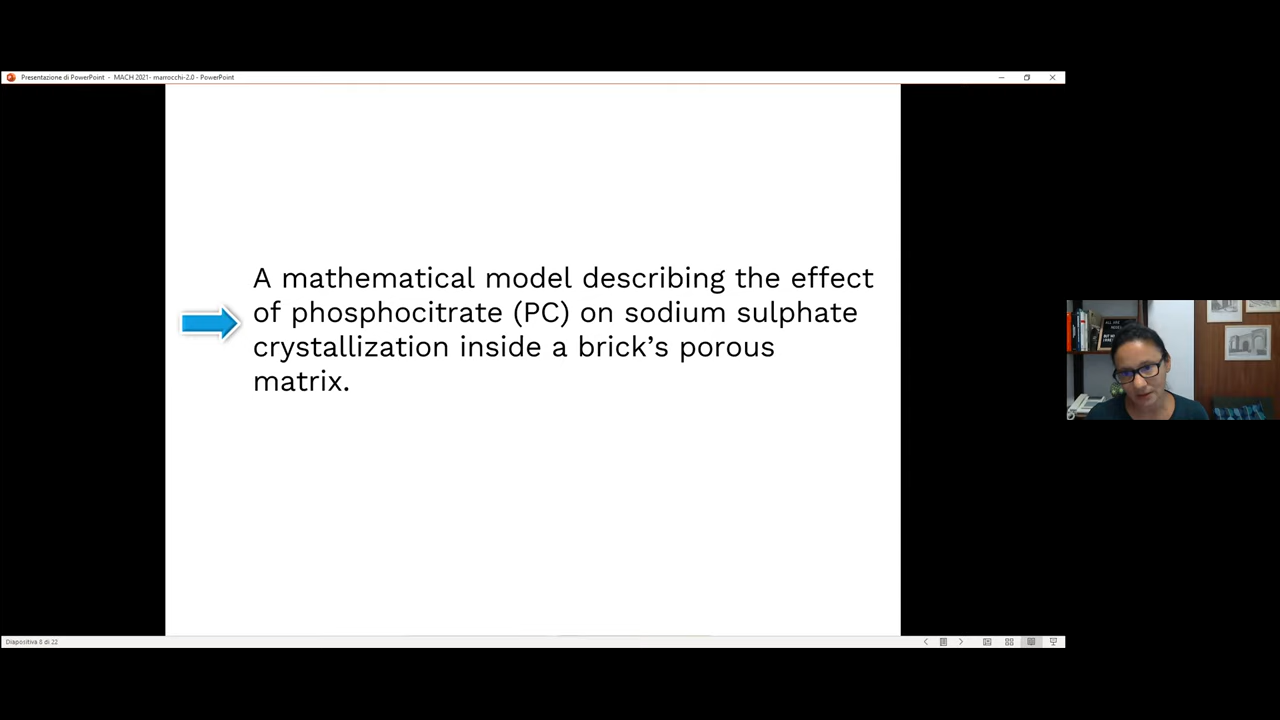 Presentazione di PowerPoint - MACH 2021- marrocchi-2.0 - PowerPoint
A mathematical model describing the effect
of phosphocitrate (PC) on sodium sulphate
crystallization inside a brick’s porous
matrix.
Diapositiva 8 di 22